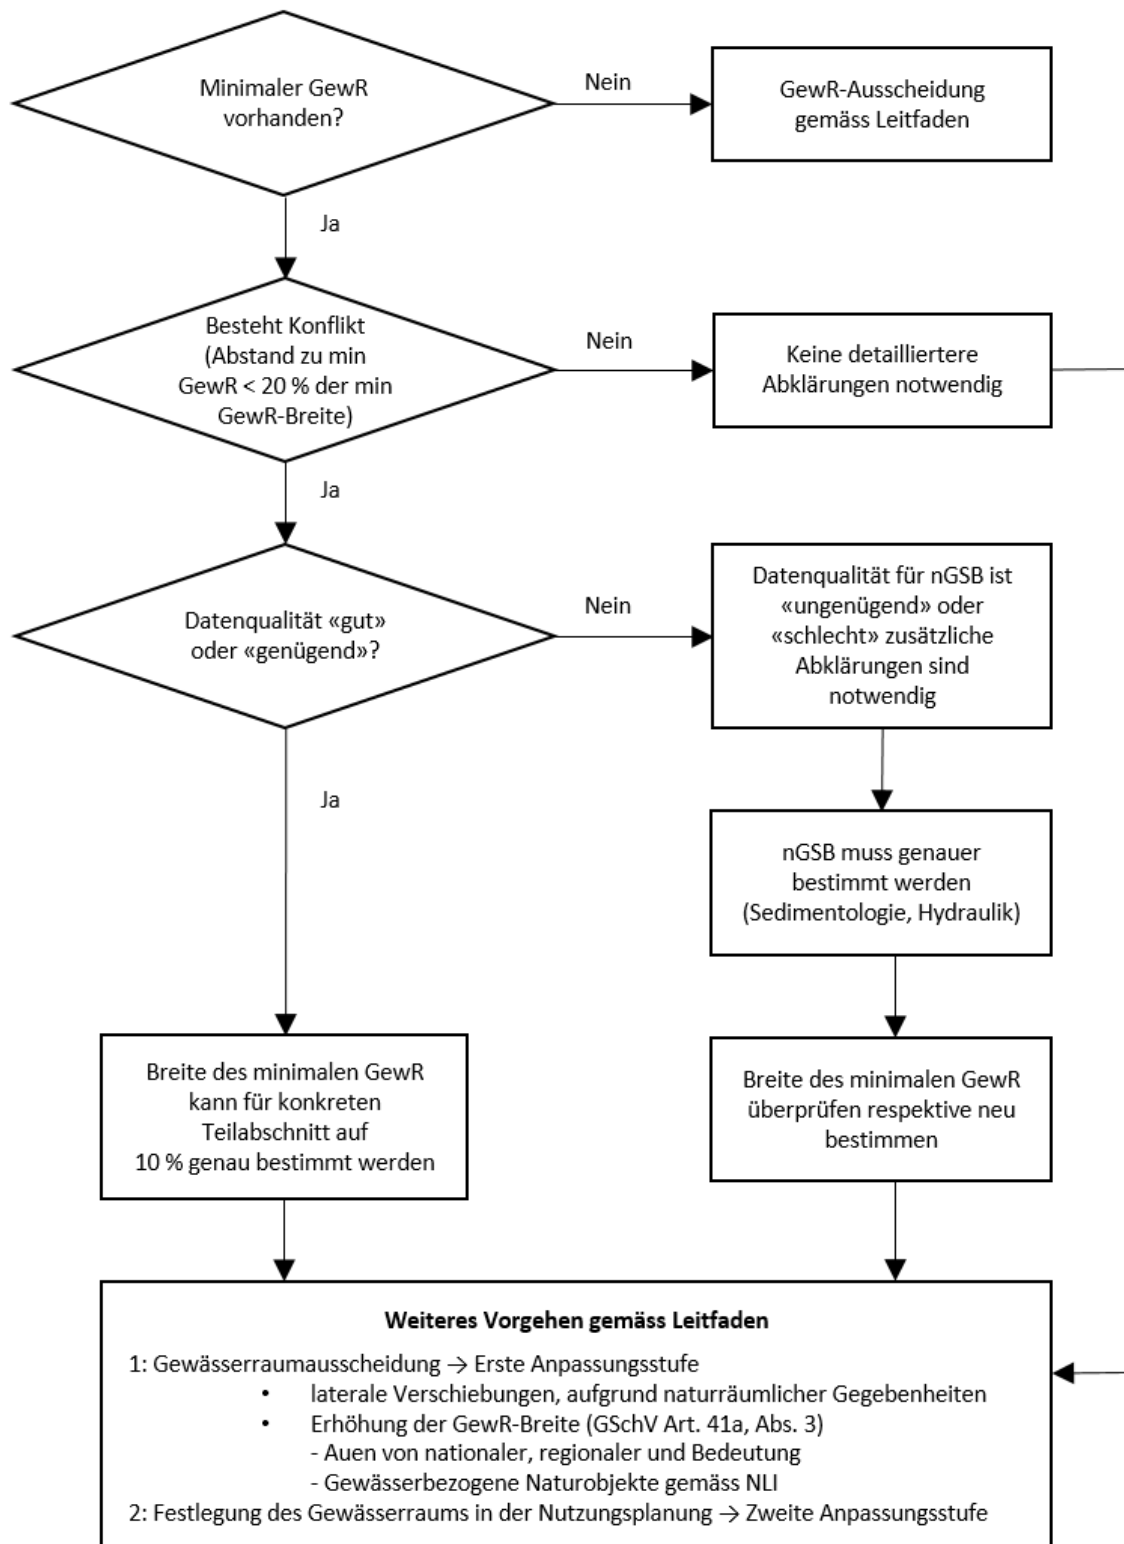 Minimaler GewR
vorhanden?
Nein
GewR-Ausscheidung
gemäss Leitfaden
Ja
Besteht Konflikt
(Abstand zu min
GewR < 20 % der min
GewR-Breite)
Nein
Keine detailliertere
Abklärungen notwendig
Ja
Datenqualität «gut»
oder «genügend»?
Nein
Datenqualität für nGSB ist
«ungenügend» oder
«schlecht» zusätzliche
Abklärungen sind
notwendig
Ja
nGSB muss genauer
bestimmt werden
(Sedimentologie, Hydraulik)
Breite des minimalen GewR
kann für konkreten
Teilabschnitt auf
10 % genau bestimmt werden
Breite des minimalen GewR
überprüfen respektive neu
bestimmen
Weiteres Vorgehen gemäss Leitfaden
1: Gewässerraumausscheidung → Erste Anpassungsstufe
• laterale Verschiebungen, aufgrund naturräumlicher Gegebenheiten
• Erhöhung der GewR-Breite (GSchV Art. 41a, Abs. 3)
- Auen von nationaler, regionaler und Bedeutung
- Gewässerbezogene Naturobjekte gemäss NLI
2: Festlegung des Gewässerraums in der Nutzungsplanung → Zweite Anpassungsstufe